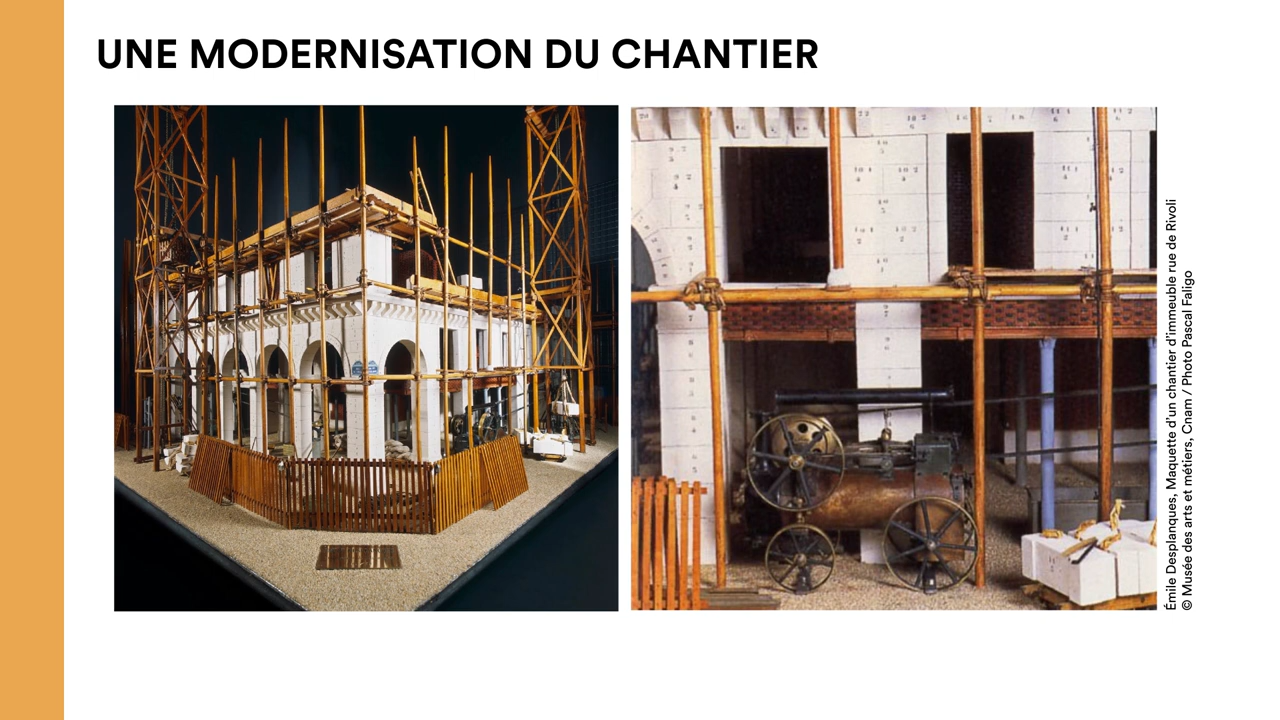 UNE MODERNISATION DU CHANTIER
Émile Desplanques, Maquette d'un chantier d'immeuble rue de Rivoli
© Musée des arts et métiers, Cnam / Photo Pascal Faligo